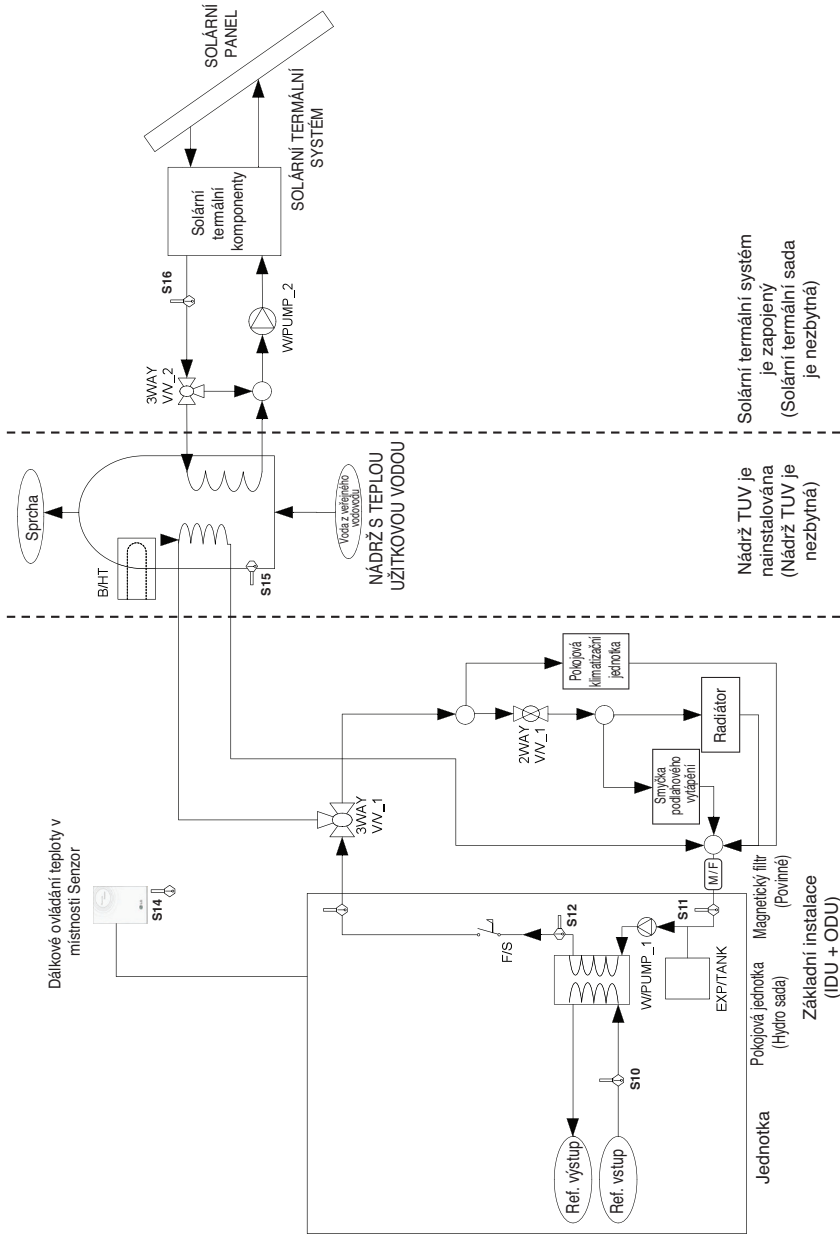 SOLÁRNÍ
PANEL
SOLÁRNÍ TERMÁLNÍ
SYSTÉM
Solární
termální
komponenty
S16
W/PUMP_2
3WAY
V/V_2
Sprcha
B/HT
S15
Voda z veřejného
vodovodu
NÁDRŽ S TEPLOU
UŽITKOVOU VODOU
Solární termální systém
je zapojený
(Solární termální sada
je nezbytná)
Nádrž TUV je
nainstalována
(Nádrž TUV je
nezbytná)
Dálkové ovládání teploty v
místnosti Senzor
S14
3WAY
V/V_1
2WAY
V/V_1
Pokojová
klimatizační
jednotka
Radiátor
Smyčka
podlahového
vytápění
M/F
Magnetický filtr
(Povinné)
F/S
S12
S11
W/PUMP_1
EXP/TANK
S10
Ref. výstup
Ref. vstup
Pokojová jednotka
(Hydro sada)
Jednotka
Základní instalace
(IDU + ODU)